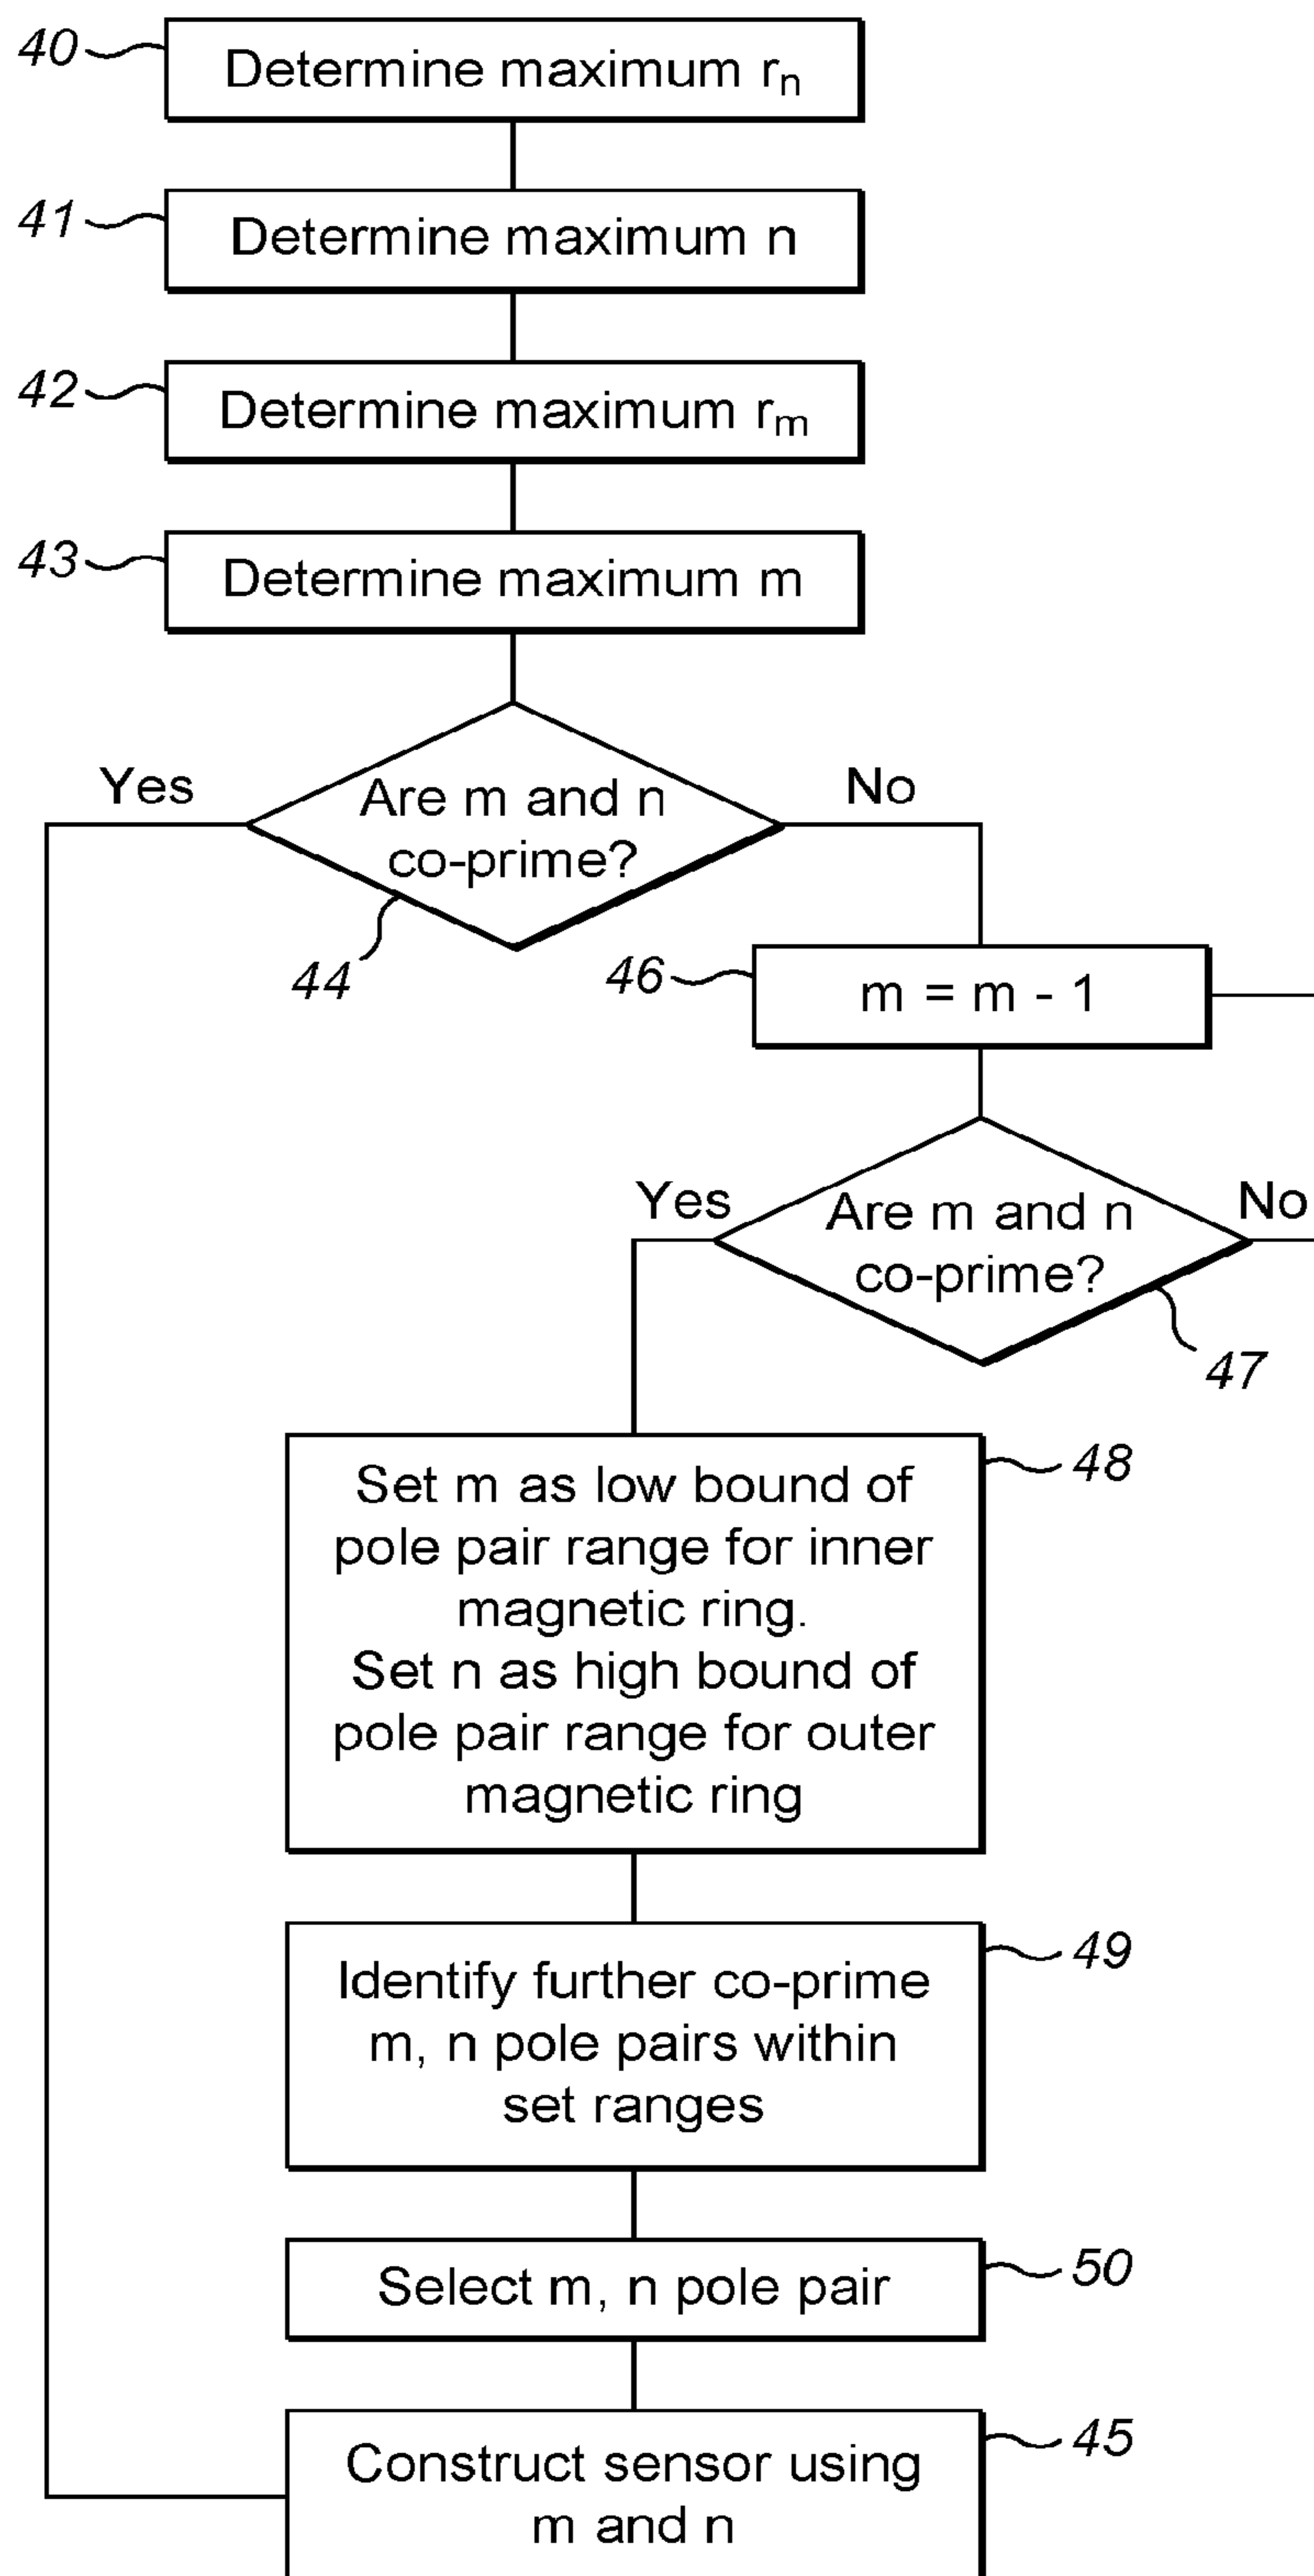 40
Determine maximum rn
41
Determine maximum n
42
Determine maximum rm
43
Determine maximum m
Yes
Are m and n
co-prime?
No
44
46
m = m - 1
Yes
Are m and n
co-prime?
No
47
48
Set m as low bound of
pole pair range for inner
magnetic ring.
Set n as high bound of
pole pair range for outer
magnetic ring
49
Identify further co-prime
m, n pole pairs within
set ranges
50
Select m, n pole pair
45
Construct sensor using
m and n